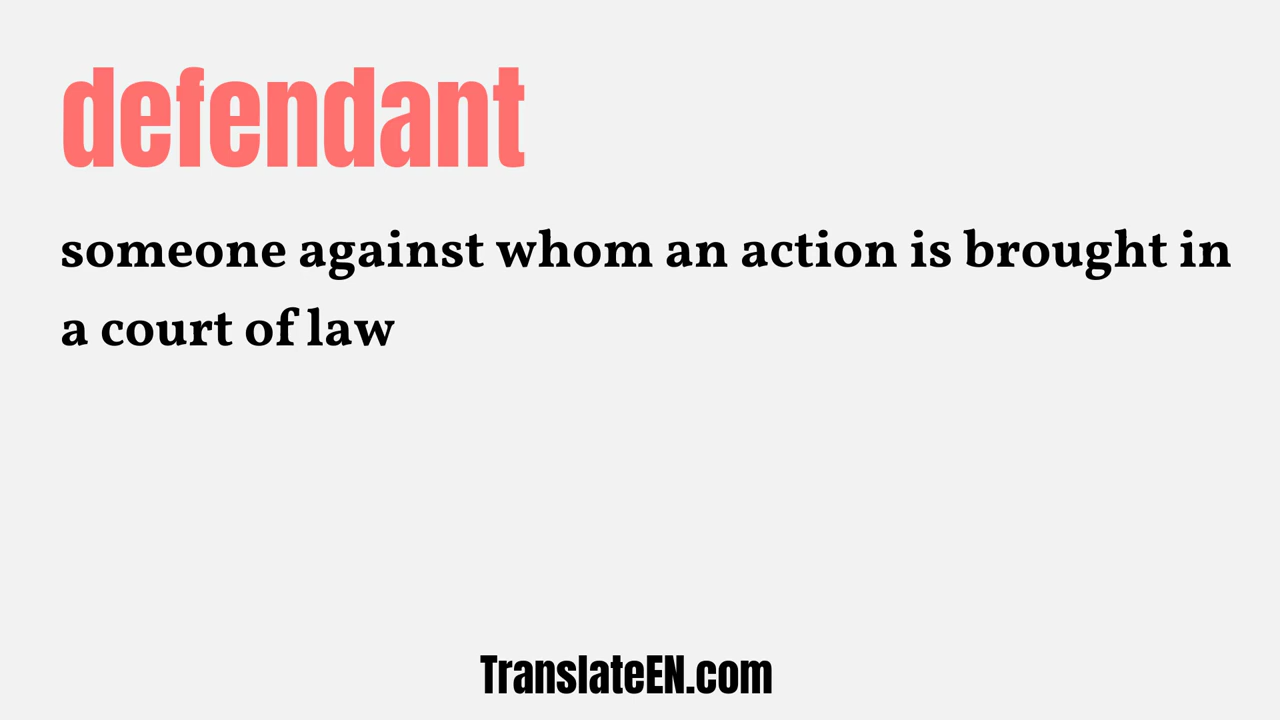 defendant
someone against whom an action is brought in
a court of law
TranslateEN.com